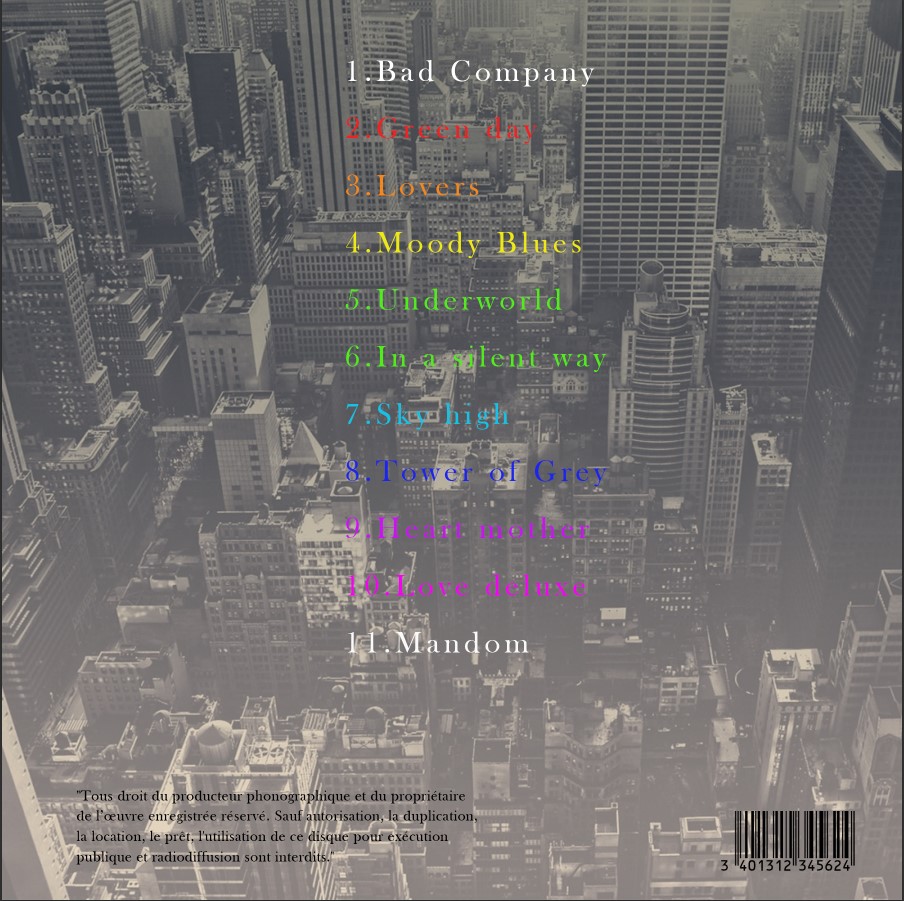 1.Bad Company
2.Green day
3.Lovers
4.Moody Blues
5.Underworld
6.In a silent way
7.Sky high
8.Tower of Grey
9.Heart mother
10.Love deluxe
11.Mandom
"Tous droit du producteur phonographique et du propriétaire
de l'œuvre enregistrée réservé. Sauf autorisation, la duplication,
la location, le prêt, l'utilisation de ce disque pour exécution
publique et radiodiffusion sont interdits."
3 401312 345624